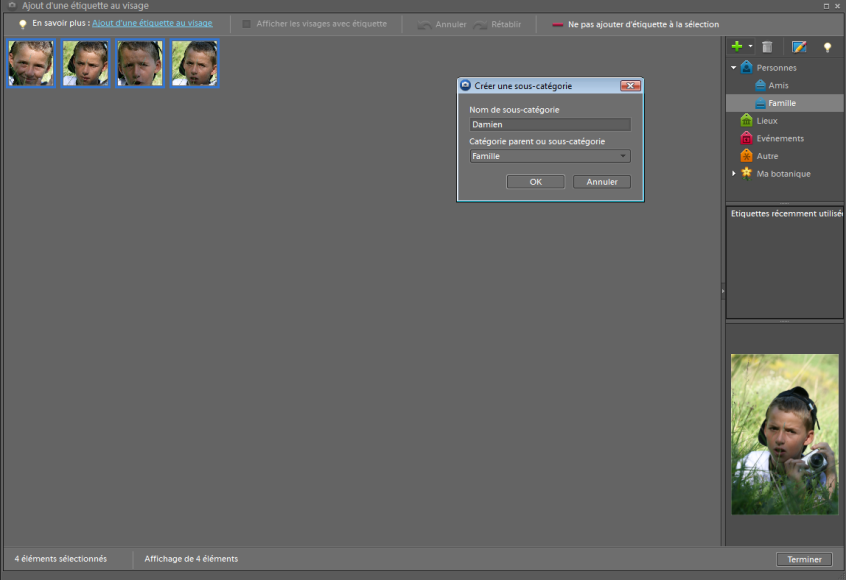 Ajout d'une étiquette au visage
En savoir plus : Ajout d'une étiquette au visage
Afficher les visages avec étiquette
Annuler
Rétablir
Ne pas ajouter d'étiquette à la sélection
Créer une sous-catégorie
Nom de sous-catégorie
Damien
Catégorie parent ou sous-catégorie
Famille
OK
Annuler
Personnes
Amis
Famille
Lieux
Evénements
Autre
Ma botanique
Etiquettes récemment utilisée
4 éléments sélectionnés
Affichage de 4 éléments
Terminer